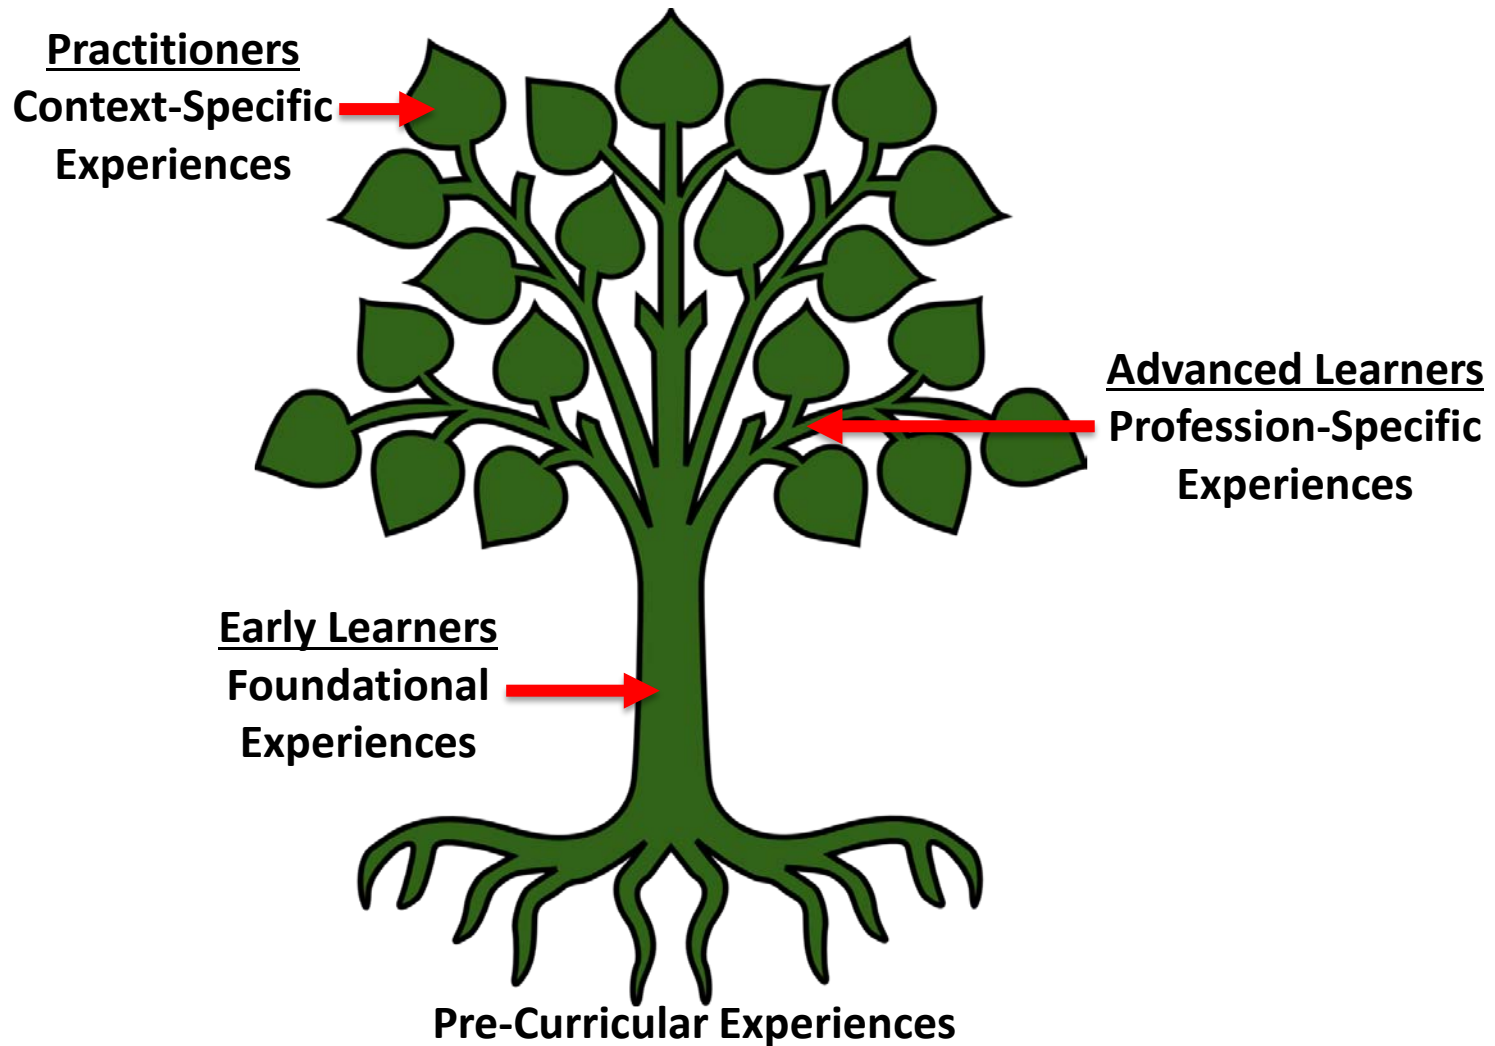 Practitioners
Context-Specific
Experiences
Advanced Learners
Profession-Specific
Experiences
Early Learners
Foundational
Experiences
Pre-Curricular Experiences